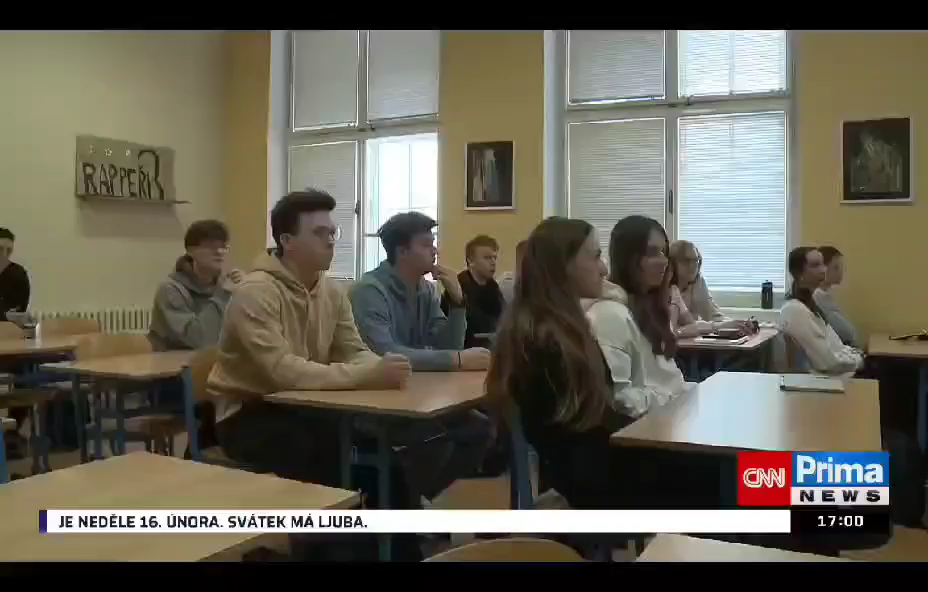 RAPPEŘI
CNN Prima
NEWS
JE NEDĚLE 16. ÚNORA. SVÁTEK MÁ LJUBA.
17:00